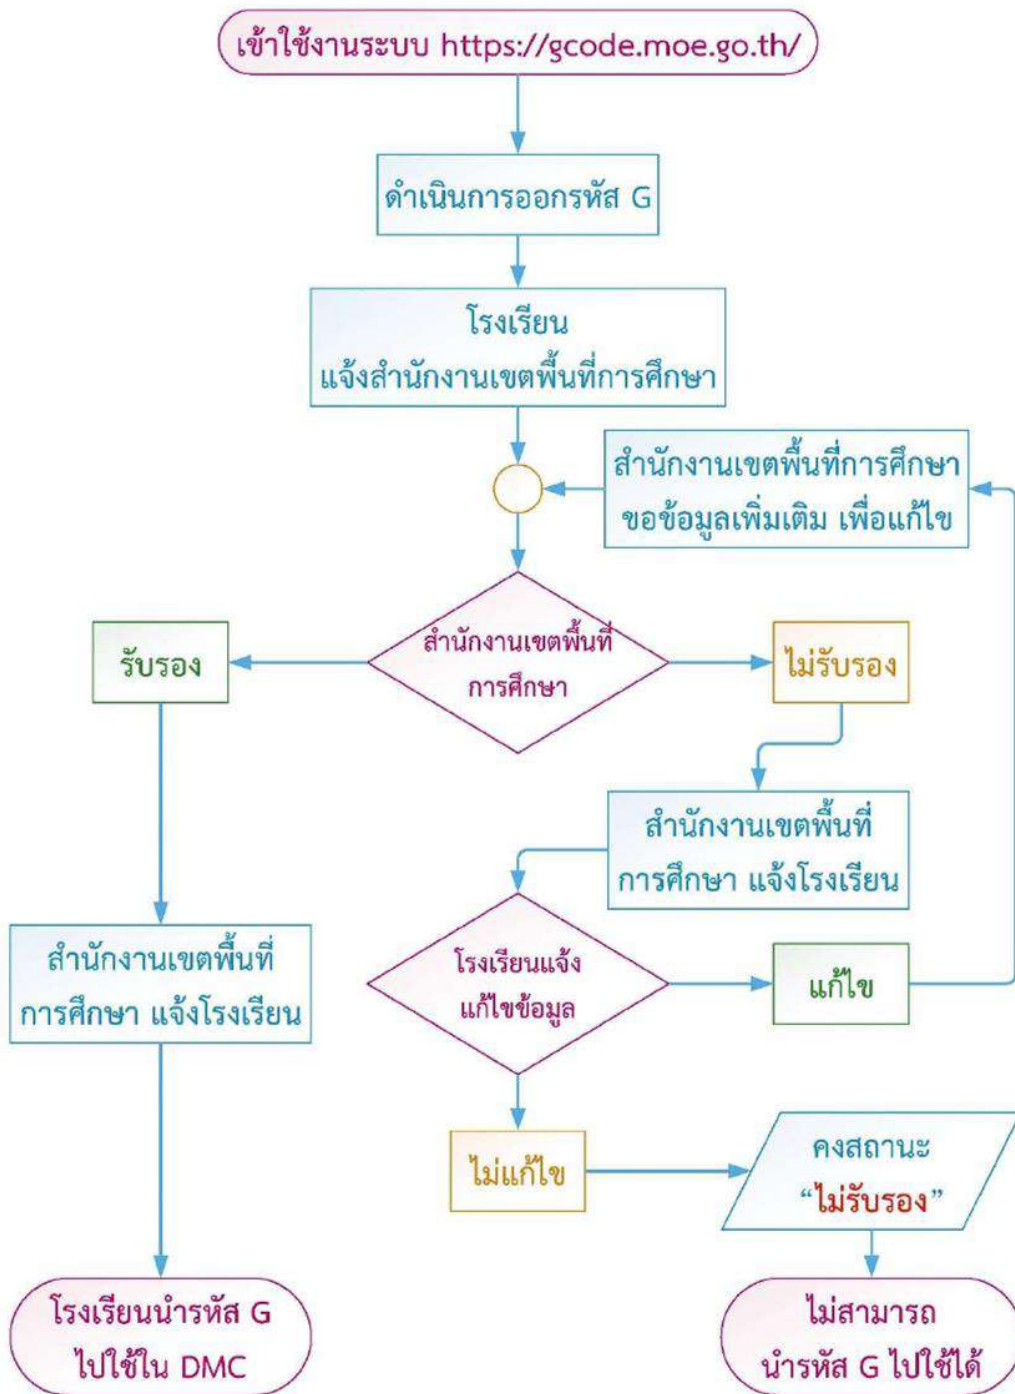 เข้าใช้งานระบบ https://gcode.moe.go.th/
ดำเนินการออกรหัส G
โรงเรียน
แจ้งสำนักงานเขตพื้นที่การศึกษา
สำนักงานเขตพื้นที่การศึกษา
ขอข้อมูลเพิ่มเติม เพื่อแก้ไข
สำนักงานเขตพื้นที่
การศึกษา
รับรอง
ไม่รับรอง
สำนักงานเขตพื้นที่
การศึกษา แจ้งโรงเรียน
สำนักงานเขตพื้นที่
การศึกษา แจ้งโรงเรียน
โรงเรียนแจ้ง
แก้ไขข้อมูล
แก้ไข
ไม่แก้ไข
คงสถานะ
“ไม่รับรอง”
โรงเรียนนำรหัส G
ไปใช้ใน DMC
ไม่สามารถ
นำรหัส G ไปใช้ได้